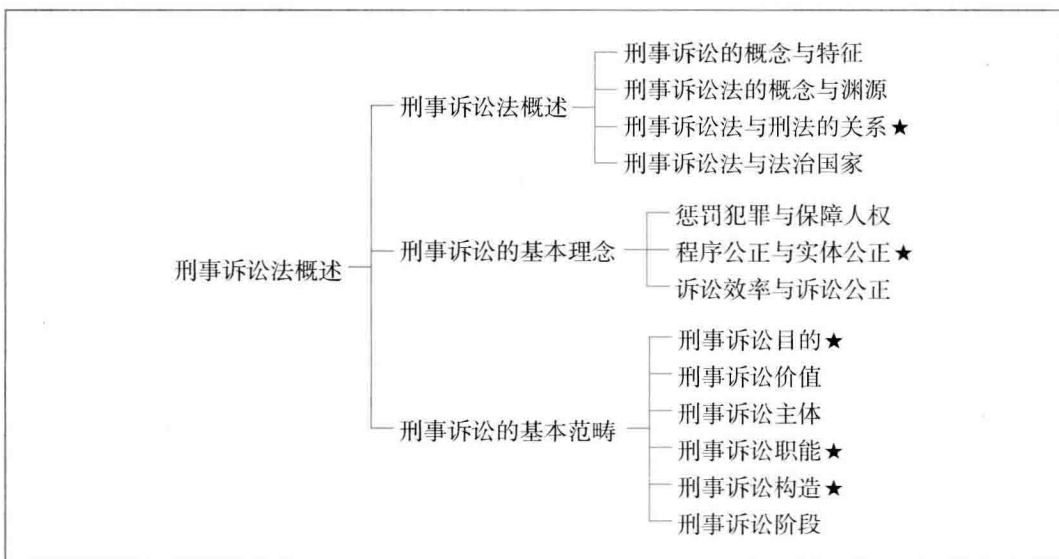 刑事诉讼法概述
刑事诉讼法概述
刑事诉讼的概念与特征
刑事诉讼法的概念与渊源
刑事诉讼法与刑法的关系★
刑事诉讼法与法治国家
刑事诉讼的基本理念
惩罚犯罪与保障人权
程序公正与实体公正★
诉讼效率与诉讼公正
刑事诉讼的基本范畴
刑事诉讼目的★
刑事诉讼价值
刑事诉讼主体
刑事诉讼职能★
刑事诉讼构造★
刑事诉讼阶段